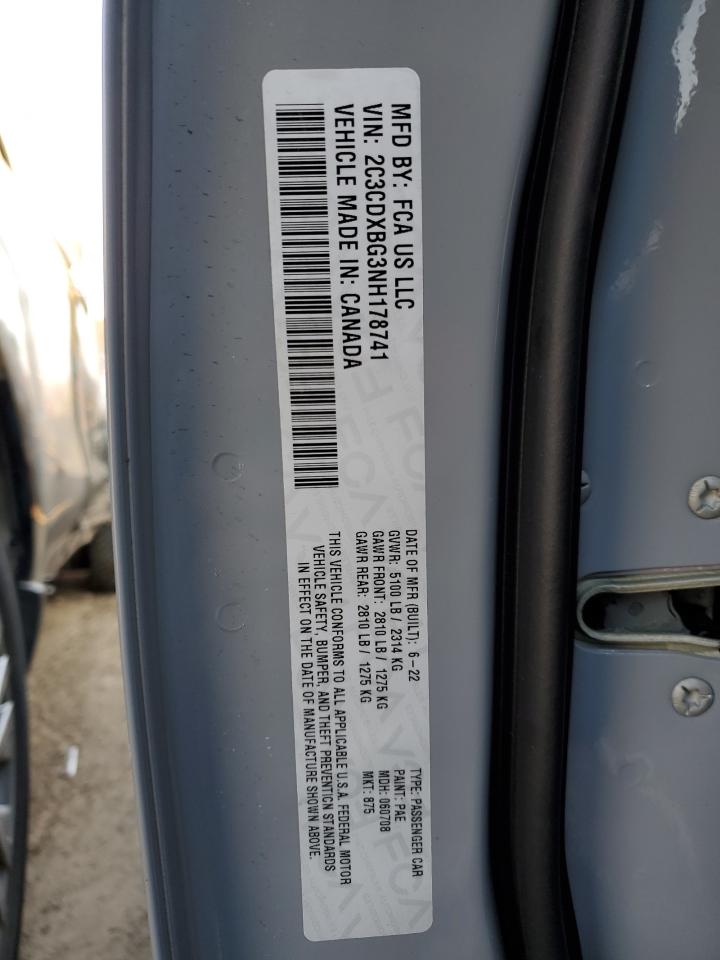 MFD BY: FCA US LLC
VIN: 2C3CDXBG3NH178741
VEHICLE MADE IN: CANADA
DATE OF MFR (BUILT): 6-22
GVWR: 5100 LB / 2314 KG
GAWR FRONT: 2810 LB / 1275 KG
GAWR REAR: 2810 LB / 1275 KG
TYPE: PASSENGER CAR
PAINT: PAE
MDH: 060708
MKT: 875
THIS VEHICLE CONFORMS TO ALL APPLICABLE U.S.A. FEDERAL MOTOR
VEHICLE SAFETY, BUMPER, AND THEFT PREVENTION STANDARDS
IN EFFECT ON THE DATE OF MANUFACTURE SHOWN ABOVE.